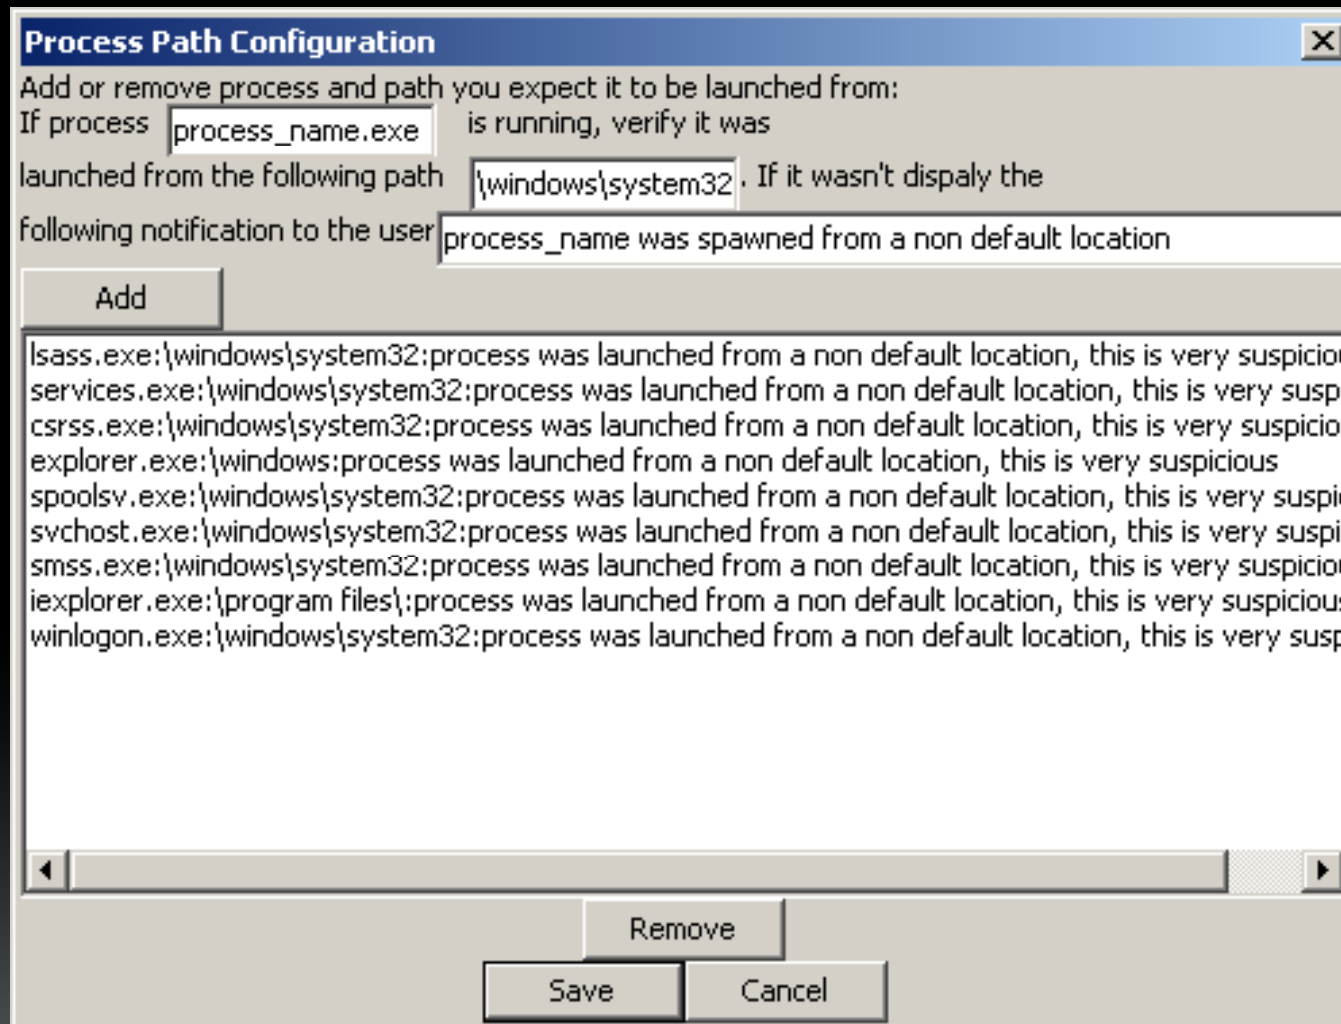 Process Path Configuration
Add or remove process and path you expect it to be launched from:
If process process_name.exe is running, verify it was
launched from the following path \windows\system32 . If it wasn't dispaly the
following notification to the user process_name was spawned from a non default location
Add
lsass.exe:\windows\system32:process was launched from a non default location, this is very suspiciou
services.exe:\windows\system32:process was launched from a non default location, this is very susp
csrss.exe:\windows\system32:process was launched from a non default location, this is very suspicio
explorer.exe:\windows:process was launched from a non default location, this is very suspicious
spoolsv.exe:\windows\system32:process was launched from a non default location, this is very suspi
svchost.exe:\windows\system32:process was launched from a non default location, this is very suspi
smss.exe:\windows\system32:process was launched from a non default location, this is very suspiciou
iexplorer.exe:\program files\:process was launched from a non default location, this is very suspicious
winlogon.exe:\windows\system32:process was launched from a non default location, this is very susp
Remove
Save Cancel